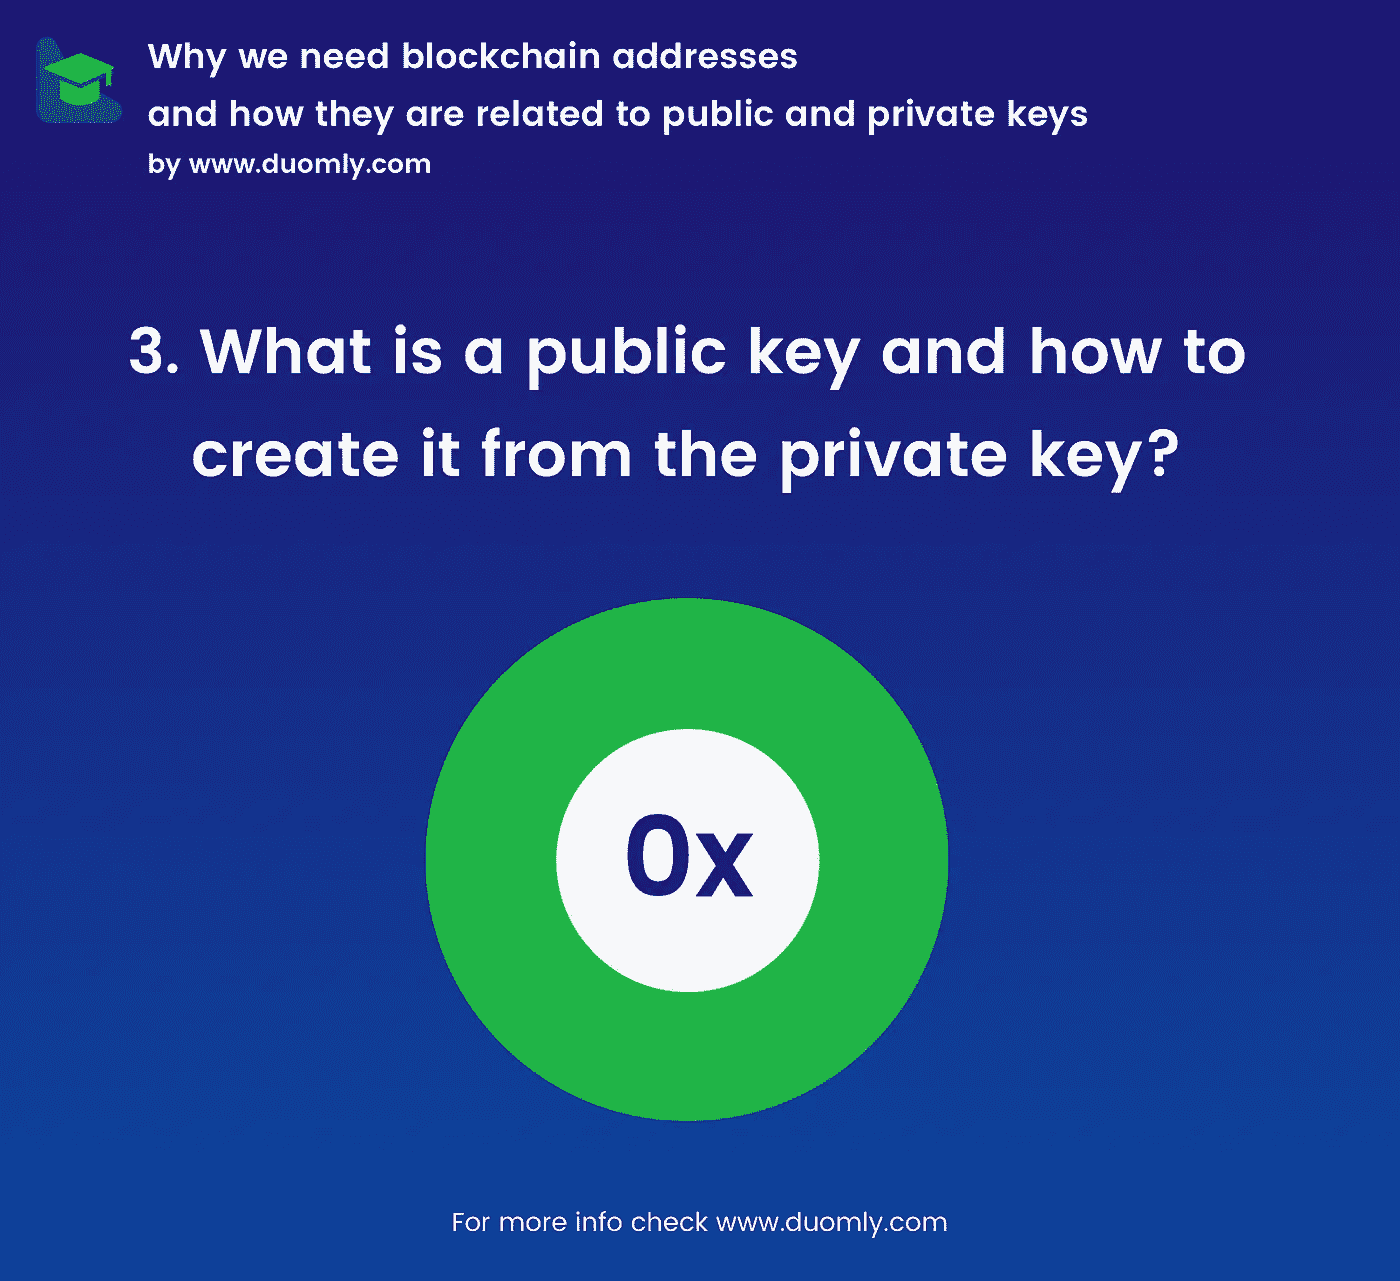 Why we need blockchain addresses
and how they are related to public and private keys
by www.duomly.com
3. What is a public key and how to
create it from the private key?
0x
For more info check www.duomly.com